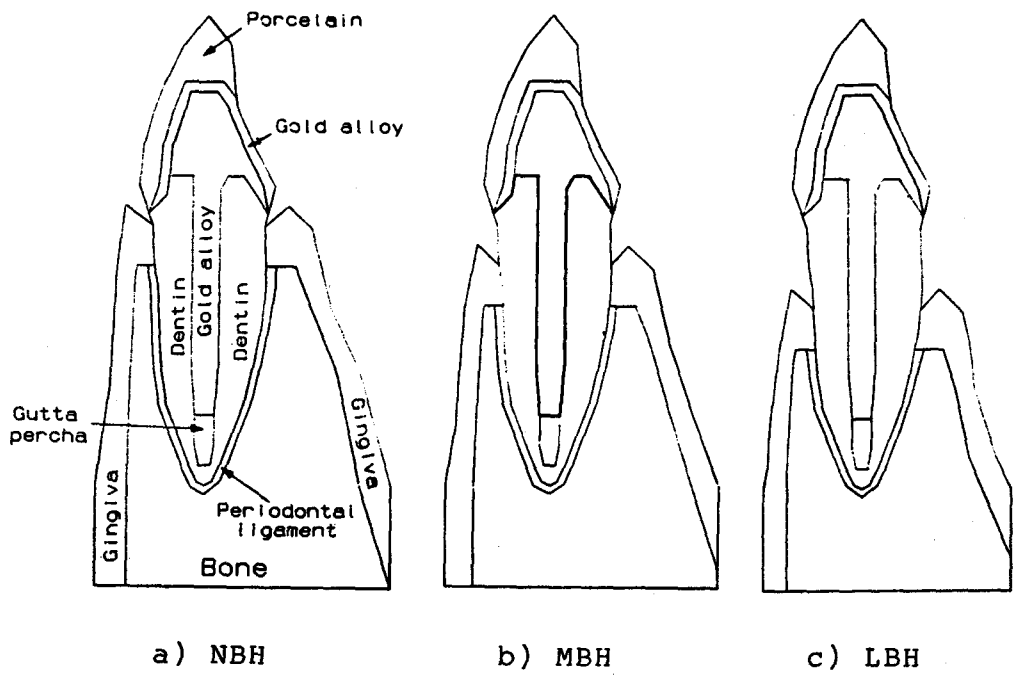 Porcelain
Gold alloy
Dentin
Gold alloy
Dentin
Gutta
percha
Gingiva
Gingiva
Periodontal
ligament
Bone
a) NBH
b) MBH
c) LBH